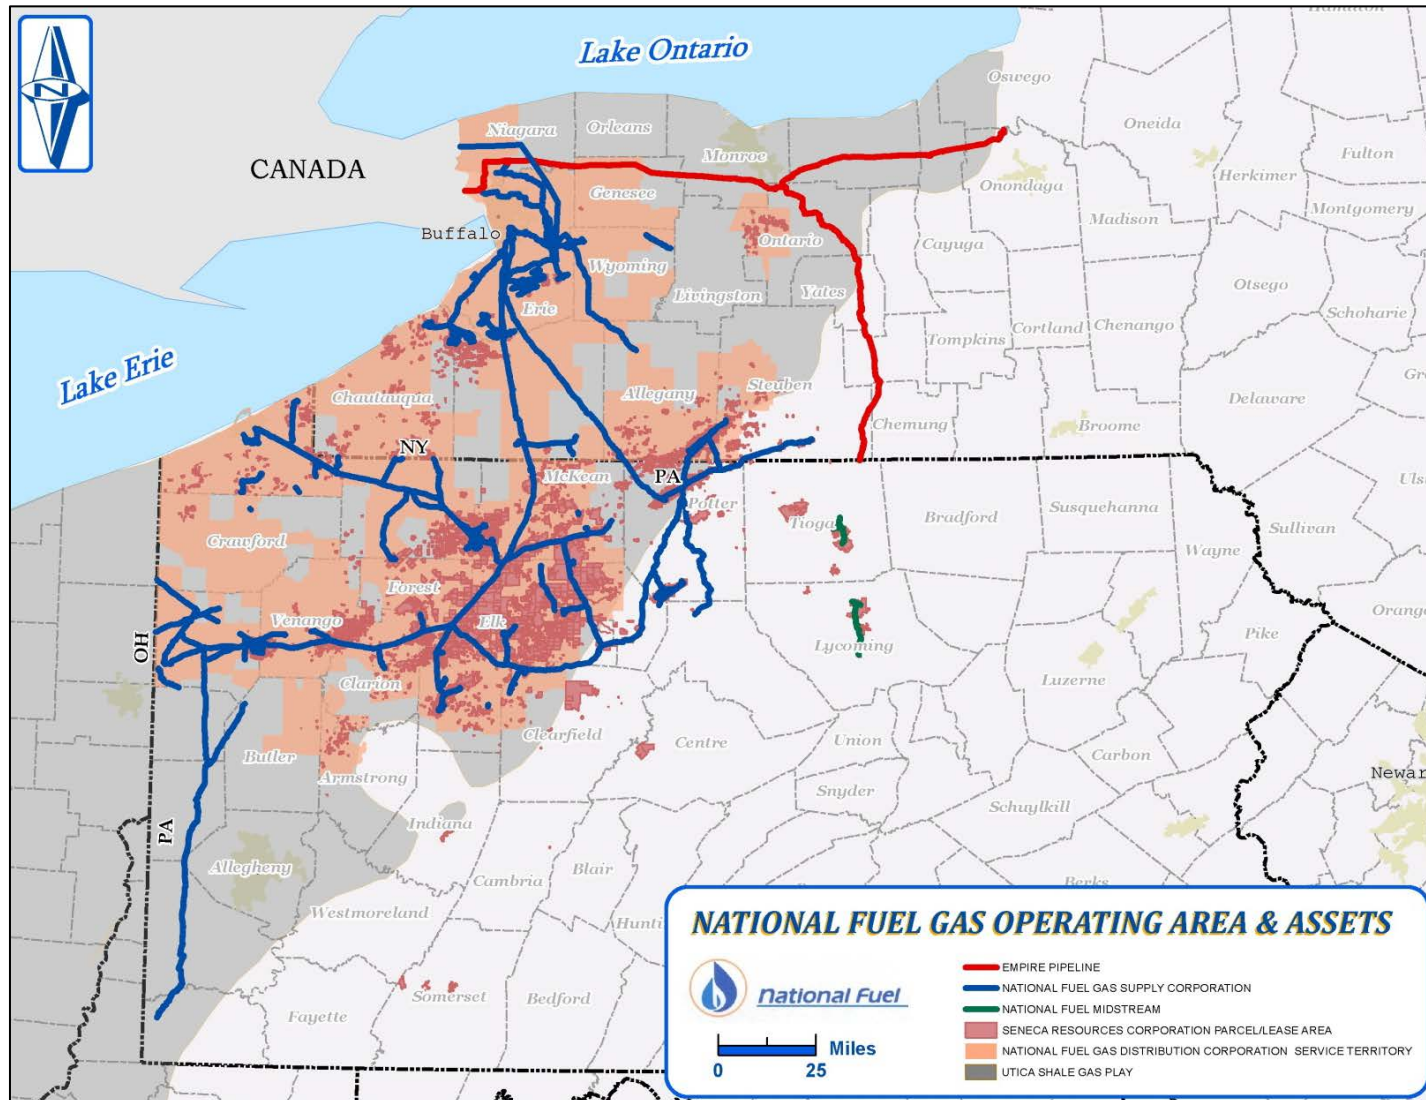 N
Lake Ontario
Hamilton
Oswego
Niagara
Orleans
Oneida
CANADA
Monroe
Fulton
Onondaga
Herkimer
Genesee
Montgomery
Madison
Buffalo
Ontario
Cayuga
Wyoming
Otsego
Livingston
Yates
Erie
Schoharie
Cortland
Chenango
Tompkins
Lake Erie
Steuben
Allegany
Chautauqua
Delaware
Chemung
Broome
NY
McKean
PA
Potter
Tioga
Bradford
Susquehanna
Sullivan
Crawford
Wayne
Forest
Orange
Venango
Elk
Pike
OH
Lycoming
Clarion
Luzerne
Clearfield
Centre
Union
Carbon
Butler
Armstrong
Newar
Snyder
Schuylkill
Indiana
PA
Allegheny
Blair
Cambria
Berks
Westmoreland
Hunti
Somerset
Bedford
Fayette
NATIONAL FUEL GAS OPERATING AREA & ASSETS
National Fuel
Miles
0 25
EMPIRE PIPELINE
NATIONAL FUEL GAS SUPPLY CORPORATION
NATIONAL FUEL MIDSTREAM
SENECA RESOURCES CORPORATION PARCEL/LEASE AREA
NATIONAL FUEL GAS DISTRIBUTION CORPORATION SERVICE TERRITORY
UTICA SHALE GAS PLAY